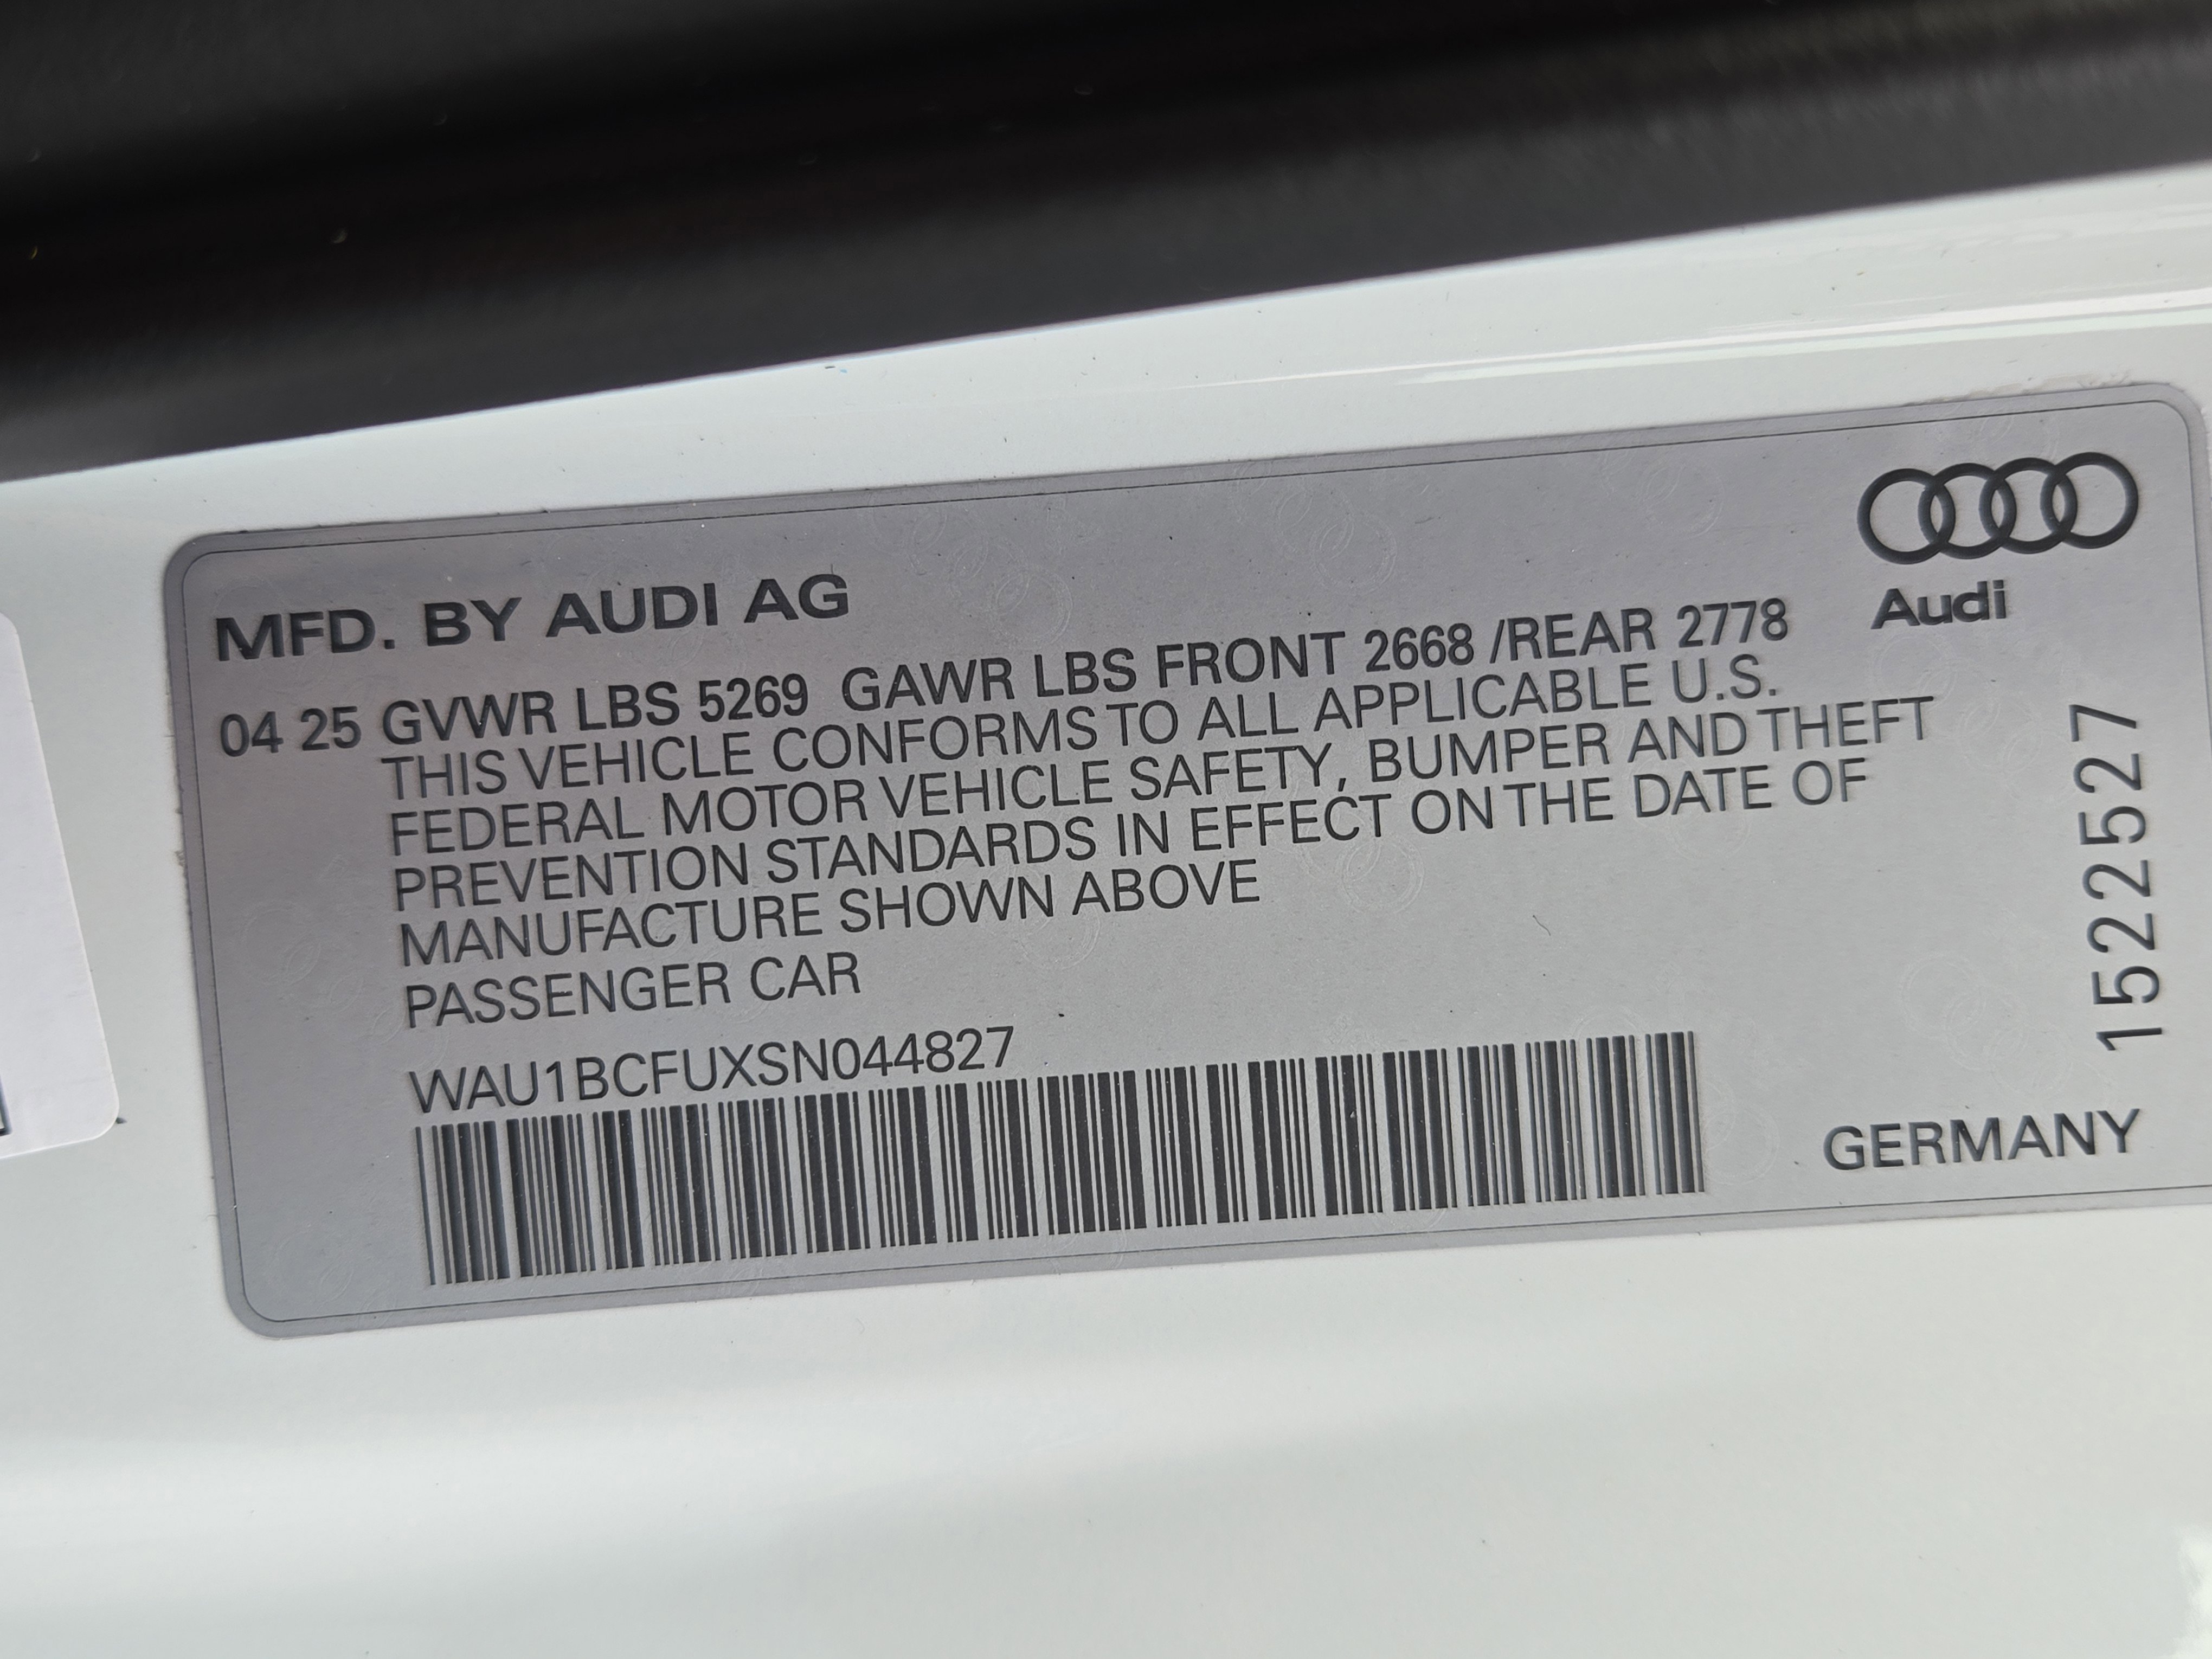 MFD. BY AUDI AG
Audi
04 25 GVWR LBS 5269 GAWR LBS FRONT 2668 /REAR 2778
THIS VEHICLE CONFORMS TO ALL APPLICABLE U.S.
FEDERAL MOTOR VEHICLE SAFETY, BUMPER AND THEFT
PREVENTION STANDARDS IN EFFECT ON THE DATE OF
MANUFACTURE SHOWN ABOVE
PASSENGER CAR
WAU1BCFUXSN044827
1522527
GERMANY